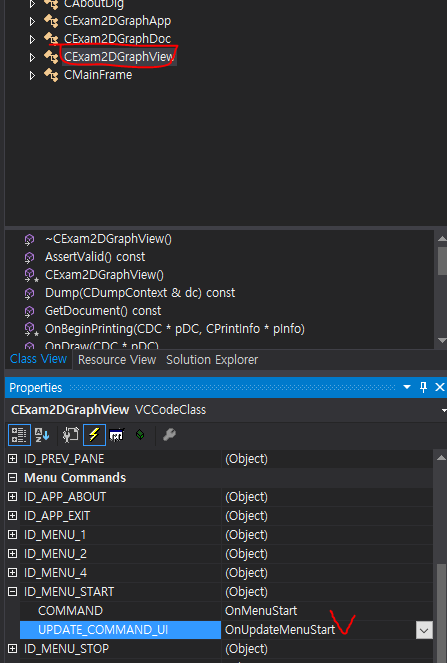 CAboutDlg
CExam2DGraphApp
CExam2DGraphDoc
CExam2DGraphView
CMainFrame
~CExam2DGraphView()
AssertValid() const
CExam2DGraphView()
Dump(CDumpContext & dc) const
GetDocument() const
OnBeginPrinting(CDC * pDC, CPrintInfo * pInfo)
OnDraw(CDC * pDC)
Class View Resource View Solution Explorer
Properties
CExam2DGraphView VCCodeClass
ID_PREV_PANE (Object)
Menu Commands
ID_APP_ABOUT (Object)
ID_APP_EXIT (Object)
ID_MENU_1 (Object)
ID_MENU_2 (Object)
ID_MENU_4 (Object)
ID_MENU_START (Object)
COMMAND OnMenuStart
UPDATE_COMMAND_UI OnUpdateMenuStart
ID_MENU_STOP (Object)